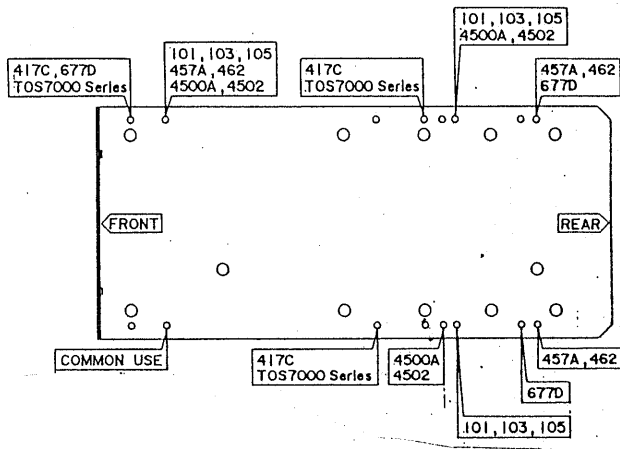 101,103,105
4500A,4502
101,103,105
457A,462
4500A,4502
417C,677D
TOS7000 Series
417C
TOS7000 Series
457A,462
677D
FRONT
REAR
COMMON USE
417C
TOS7000 Series
4500A
4502
457A,462
677D
101,103,105